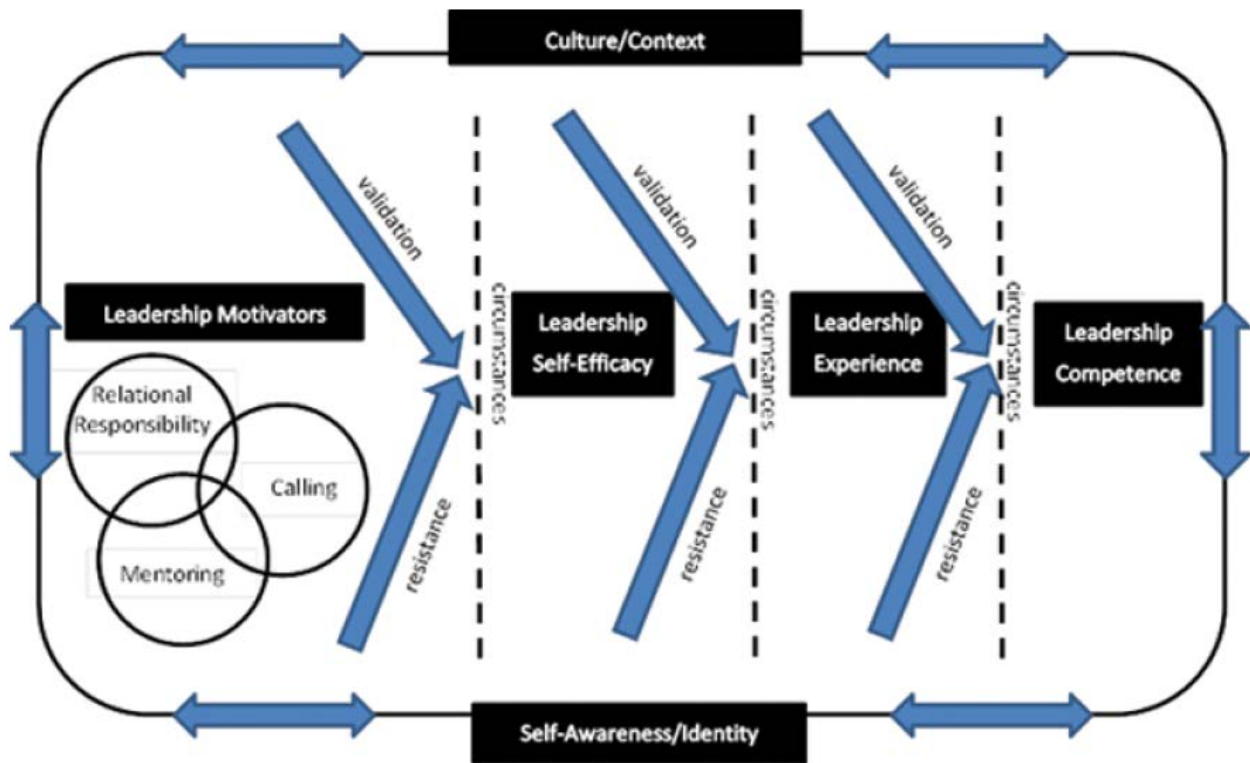 Culture/Context
validation
validation
validation
circumstances
circumstances
circumstances
Leadership Motivators
Leadership
Self-Efficacy
Leadership
Experience
Leadership
Competence
Relational
Responsibility
Calling
Mentoring
resistance
resistance
resistance
Self-Awareness/Identity